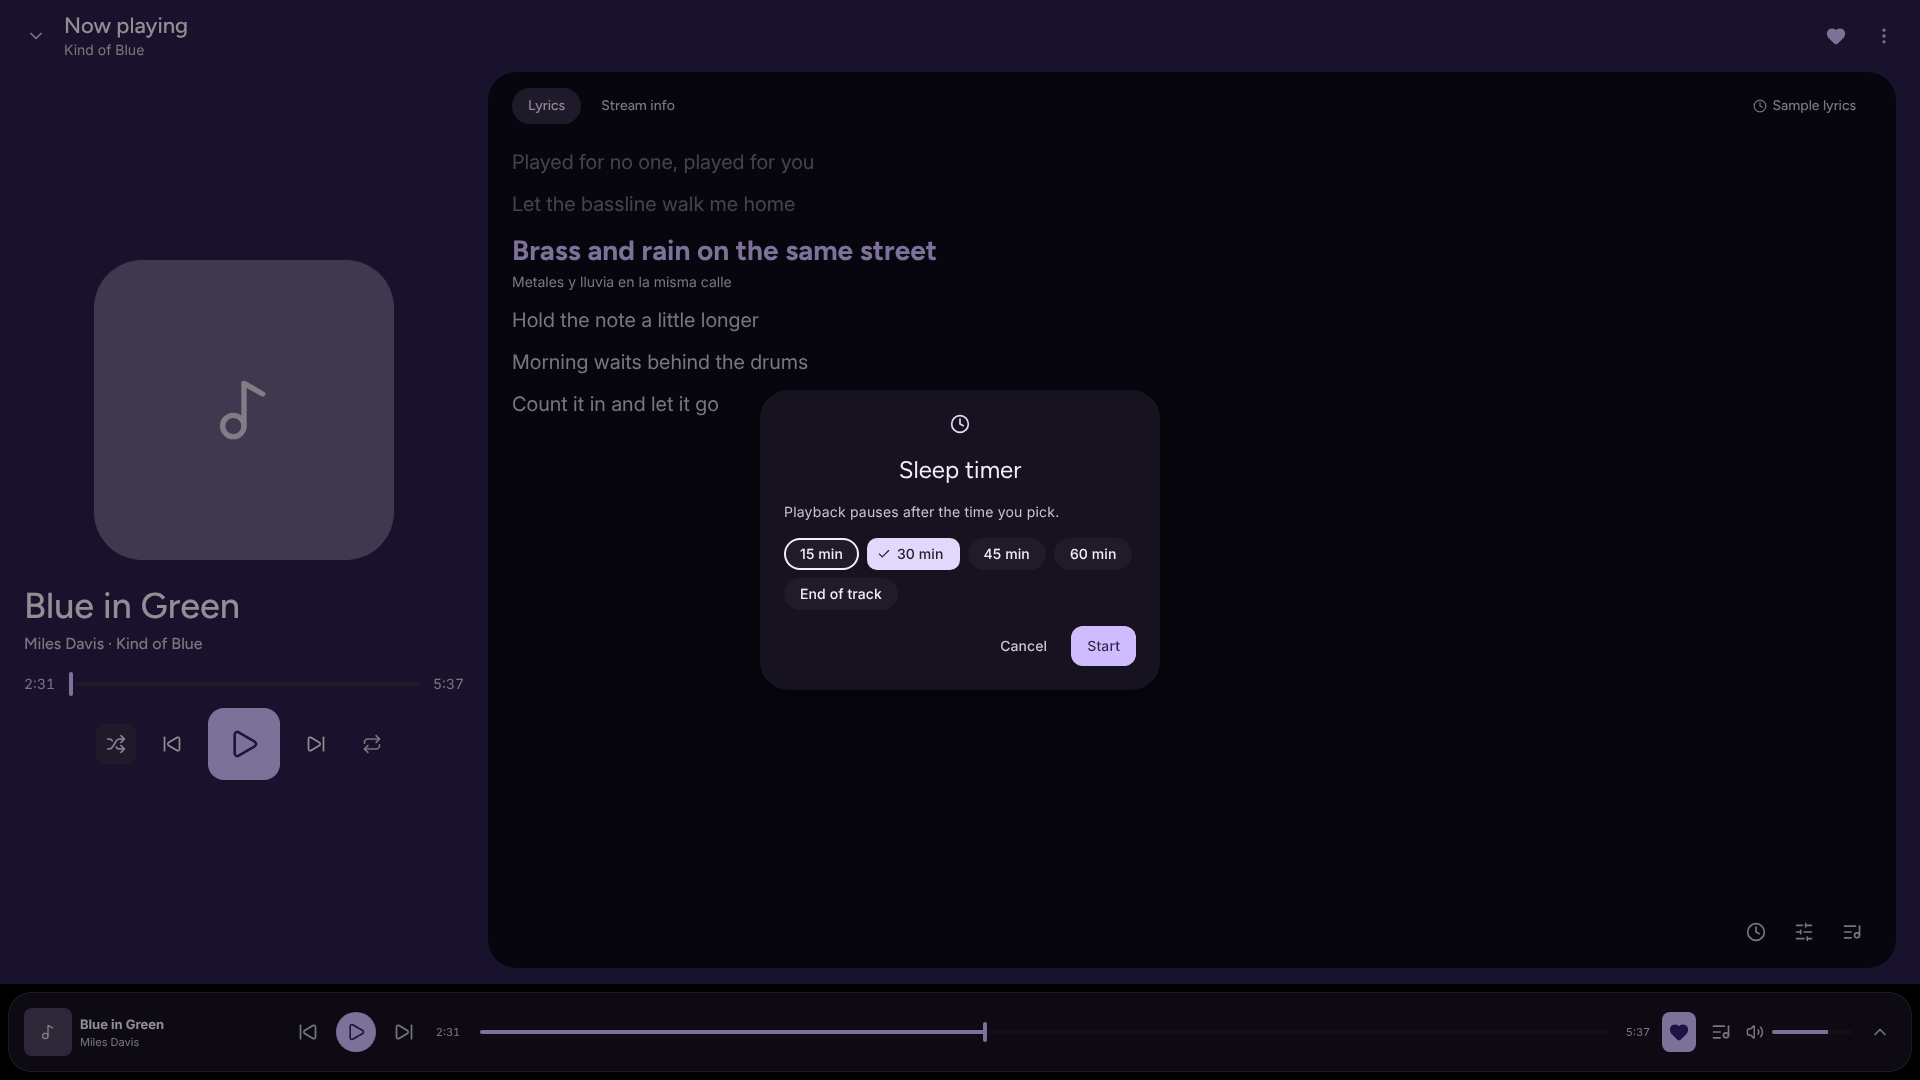 Now playing
Kind of Blue
Lyrics
Stream info
Sample lyrics
Played for no one, played for you
Let the bassline walk me home
Brass and rain on the same street
Metales y lluvia en la misma calle
Hold the note a little longer
Morning waits behind the drums
Count it in and let it go
Blue in Green
Miles Davis · Kind of Blue
2:31
5:37
Sleep timer
Playback pauses after the time you pick.
15 min
30 min
45 min
60 min
End of track
Cancel
Start
Blue in Green
Miles Davis
2:31
5:37